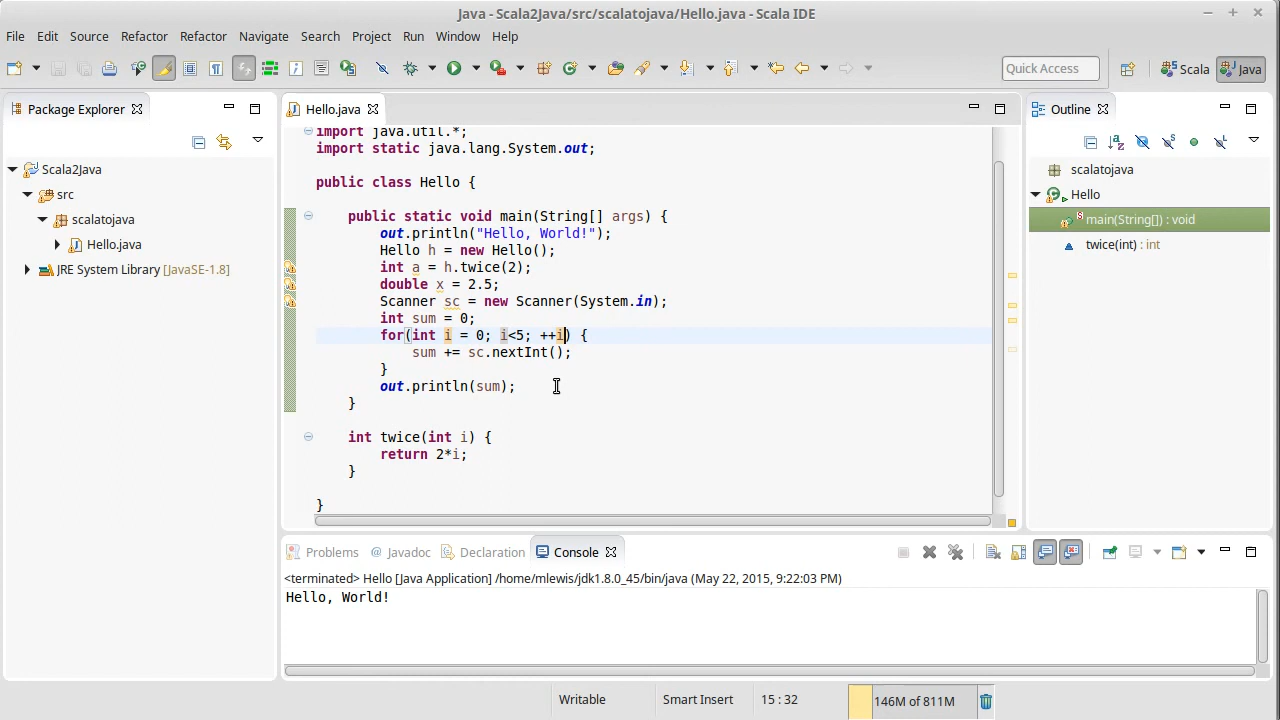 Java - Scala2Java/src/scalatojava/Hello.java - Scala IDE
File Edit Source Refactor Refactor Navigate Search Project Run Window Help
Quick Access
Scala
Java
Package Explorer
Scala2Java
src
scalatojava
Hello.java
JRE System Library [JavaSE-1.8]
Hello.java
import java.util.*;
import static java.lang.System.out;
public class Hello {
public static void main(String[] args) {
out.println("Hello, World!");
Hello h = new Hello();
int a = h.twice(2);
double x = 2.5;
Scanner sc = new Scanner(System.in);
int sum = 0;
for(int i = 0; i<5; ++i) {
sum += sc.nextInt();
}
out.println(sum);
}
int twice(int i) {
return 2*i;
}
}
Outline
scalatojava
Hello
main(String[]) : void
twice(int) : int
Problems @ Javadoc Declaration Console
<terminated> Hello [Java Application] /home/mlewis/jdk1.8.0_45/bin/java (May 22, 2015, 9:22:03 PM)
Hello, World!
Writable Smart Insert 15 : 32 146M of 811M